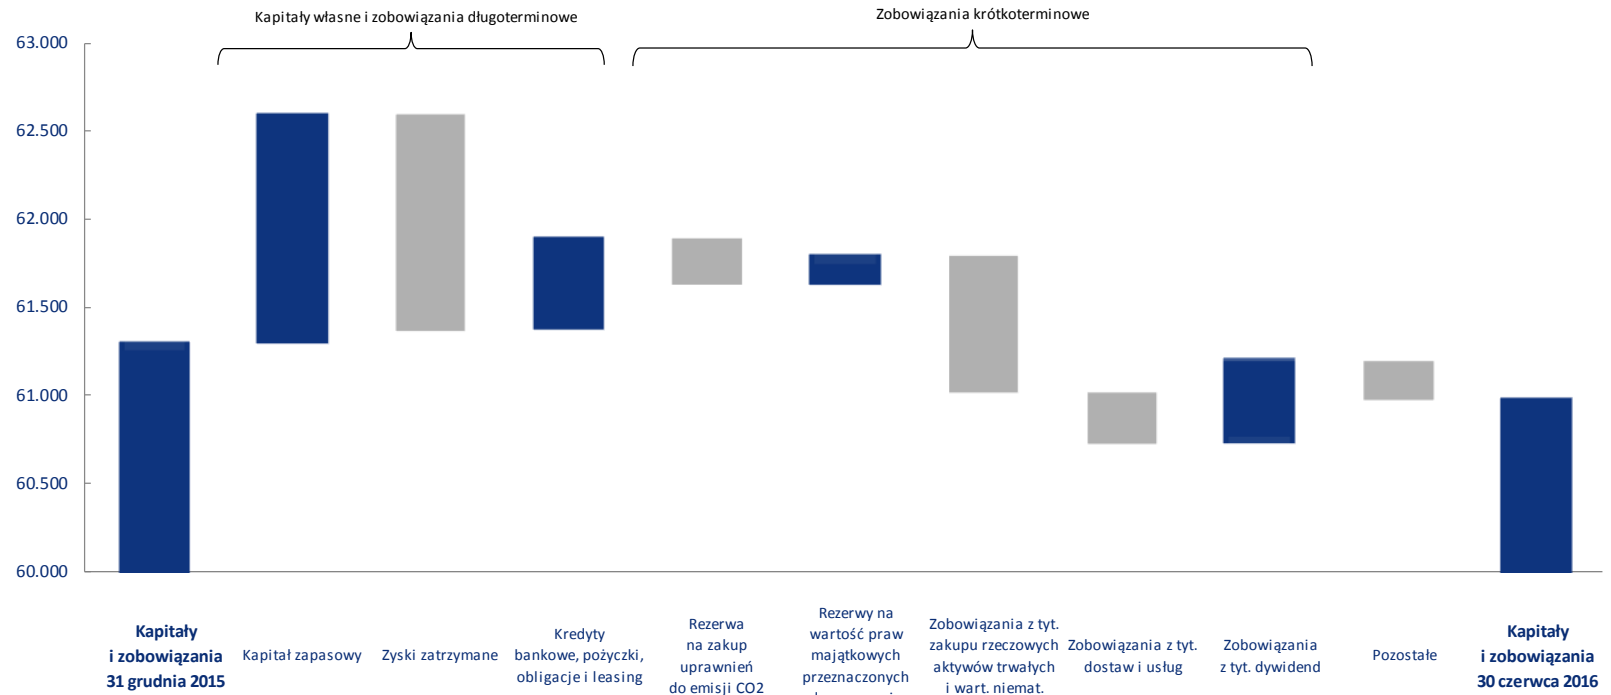 Kapitały własne i zobowiązania długoterminowe
Zobowiązania krótkoterminowe
63.000
62.500
62.000
61.500
61.000
60.500
60.000
Kapitały
i zobowiązania
31 grudnia 2015
Kapitał zapasowy
Zyski zatrzymane
Kredyty
bankowe, pożyczki,
obligacje i leasing
Rezerwa
na zakup
uprawnień
do emisji CO2
Rezerwy na
wartość praw
majątkowych
przeznaczonych
Zobowiązania z tyt.
zakupu rzeczowych
aktywów trwałych
i wart. niemat.
Zobowiązania z tyt.
dostaw i usług
Zobowiązania
z tyt. dywidend
Pozostałe
Kapitały
i zobowiązania
30 czerwca 2016